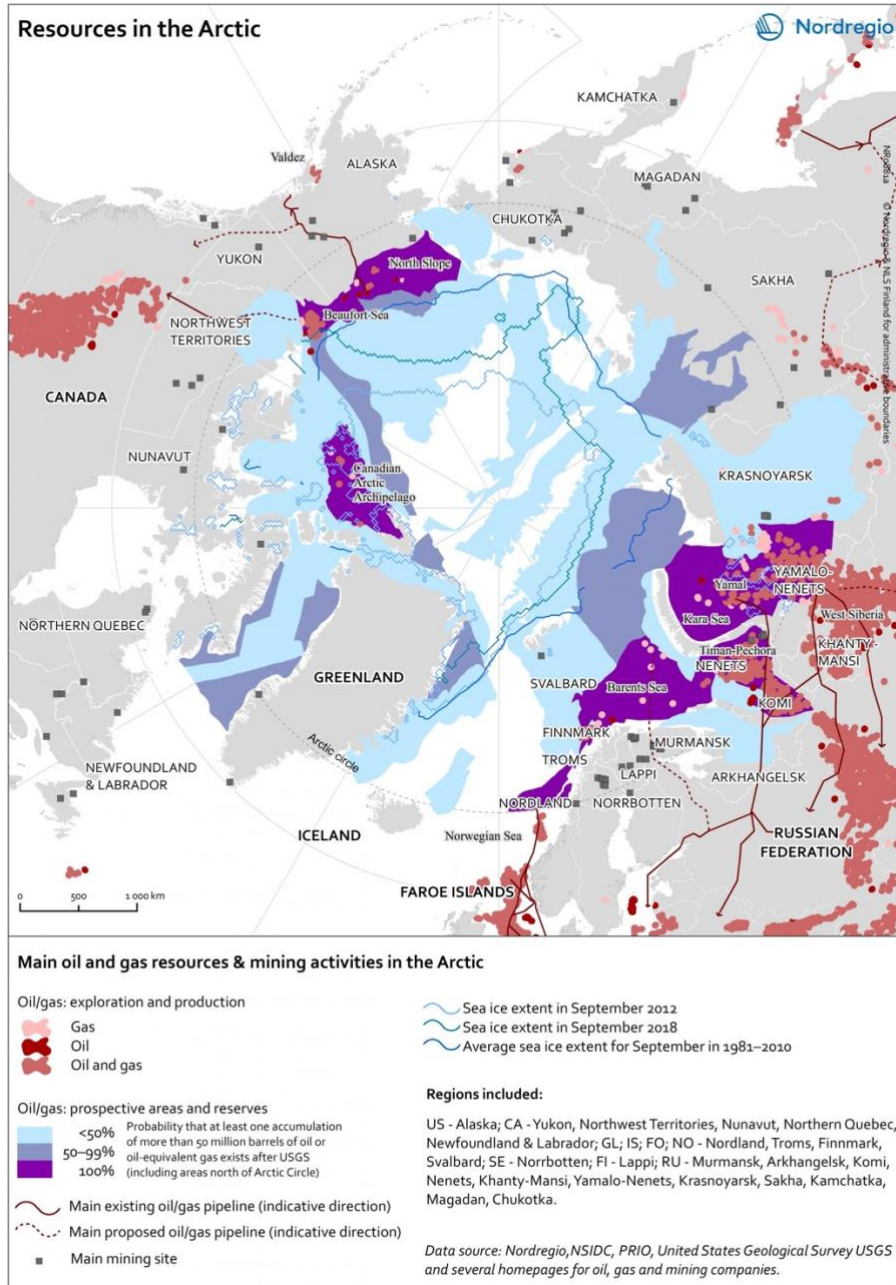 Resources in the Arctic
Nordregio
KAMCHATKA
Valdez
ALASKA
MAGADAN
NR0881a © Nordregio & NLS Finland for administrative boundaries
CHUKOTKA
YUKON
North Slope
SAKHA
Beaufort Sea
NORTHWEST
TERRITORIES
CANADA
NUNAVUT
Canadian
Arctic
Archipelago
KRASNOYARSK
Yamal
YAMALO-
NENETS
Kara Sea
West Siberia
NORTHERN QUEBEC
KHANTY-
MANSI
Timan-Pechora
NENETS
GREENLAND
SVALBARD
Barents Sea
KOMI
FINNMARK
MURMANSK
Arctic circle
TROMS
LAPPI
ARKHANGELSK
NEWFOUNDLAND
& LABRADOR
NORDLAND
NORRBOTTEN
ICELAND
Norwegian Sea
RUSSIAN
FEDERATION
FAROE ISLANDS
0 500 1 000 km
Main oil and gas resources & mining activities in the Arctic
Oil/gas: exploration and production
Gas
Oil
Oil and gas
Oil/gas: prospective areas and reserves
<50%
50–99%
100%
Probability that at least one accumulation
of more than 50 million barrels of oil or
oil-equivalent gas exists after USGS
(including areas north of Arctic Circle)
Main existing oil/gas pipeline (indicative direction)
Main proposed oil/gas pipeline (indicative direction)
Main mining site
Sea ice extent in September 2012
Sea ice extent in September 2018
Average sea ice extent for September in 1981–2010
Regions included:
US - Alaska; CA - Yukon, Northwest Territories, Nunavut, Northern Quebec,
Newfoundland & Labrador; GL; IS; FO; NO - Nordland, Troms, Finnmark,
Svalbard; SE - Norrbotten; FI - Lappi; RU - Murmansk, Arkhangelsk, Komi,
Nenets, Khanty-Mansi, Yamalo-Nenets, Krasnoyarsk, Sakha, Kamchatka,
Magadan, Chukotka.
Data source: Nordregio,NSIDC, PRIO, United States Geological Survey USGS
and several homepages for oil, gas and mining companies.